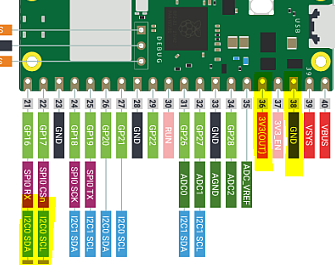 DEBUG
USB
21 GP16 SPI0 RX I2C0 SDA
22 GP17 SPI0 CSn I2C0 SCL
23 GND
24 GP18 SPI0 SCK I2C1 SDA
25 GP19 SPI0 TX I2C1 SCL
26 GP20 I2C0 SDA
27 GP21 I2C0 SCL
28 GND
29 GP22
30 RUN
31 GP26 ADC0 I2C1 SDA
32 GP27 ADC1 I2C1 SCL
33 GND AGND
34 GP28 ADC2
35 ADC_VREF
36 3V3(OUT)
37 3V3_EN
38 GND
39 VSYS
40 VBUS